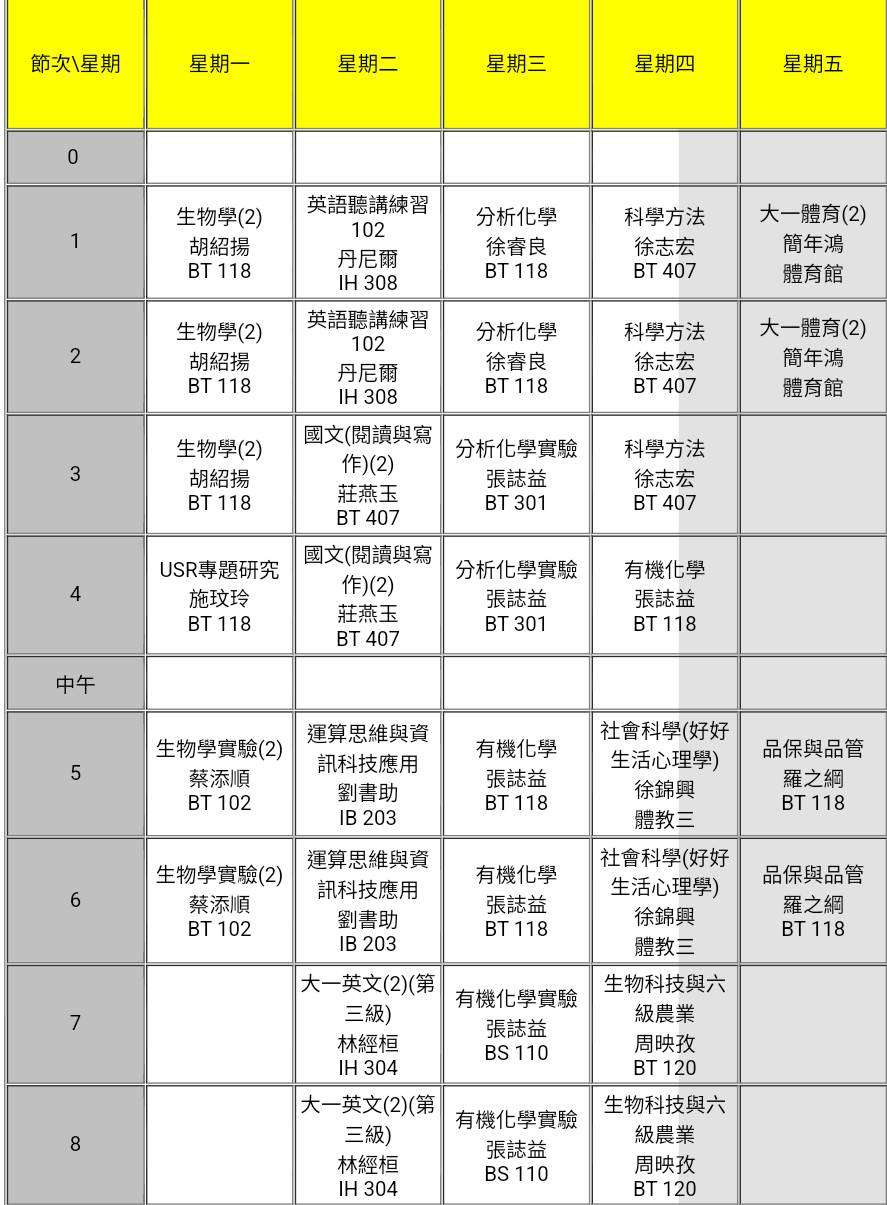 節次\星期 星期一 星期二 星期三 星期四 星期五
0
1
生物學(2)
胡紹揚
BT 118
英語聽講練習
102
丹尼爾
IH 308
分析化學
徐睿良
BT 118
科學方法
徐志宏
BT 407
大一體育(2)
簡年鴻
體育館
2
生物學(2)
胡紹揚
BT 118
英語聽講練習
102
丹尼爾
IH 308
分析化學
徐睿良
BT 118
科學方法
徐志宏
BT 407
大一體育(2)
簡年鴻
體育館
3
生物學(2)
胡紹揚
BT 118
國文(閱讀與寫
作)(2)
莊燕玉
BT 407
分析化學實驗
張誌益
BT 301
科學方法
徐志宏
BT 407
4
USR專題研究
施玟玲
BT 118
國文(閱讀與寫
作)(2)
莊燕玉
BT 407
分析化學實驗
張誌益
BT 301
有機化學
張誌益
BT 118
中午
5
生物學實驗(2)
蔡添順
BT 102
運算思維與資
訊科技應用
劉書助
IB 203
有機化學
張誌益
BT 118
社會科學(好好
生活心理學)
徐錦興
體教三
品保與品管
羅之綱
BT 118
6
生物學實驗(2)
蔡添順
BT 102
運算思維與資
訊科技應用
劉書助
IB 203
有機化學
張誌益
BT 118
社會科學(好好
生活心理學)
徐錦興
體教三
品保與品管
羅之綱
BT 118
7
大一英文(2)(第
三級)
林經桓
IH 304
有機化學實驗
張誌益
BS 110
生物科技與六
級農業
周映孜
BT 120
8
大一英文(2)(第
三級)
林經桓
IH 304
有機化學實驗
張誌益
BS 110
生物科技與六
級農業
周映孜
BT 120